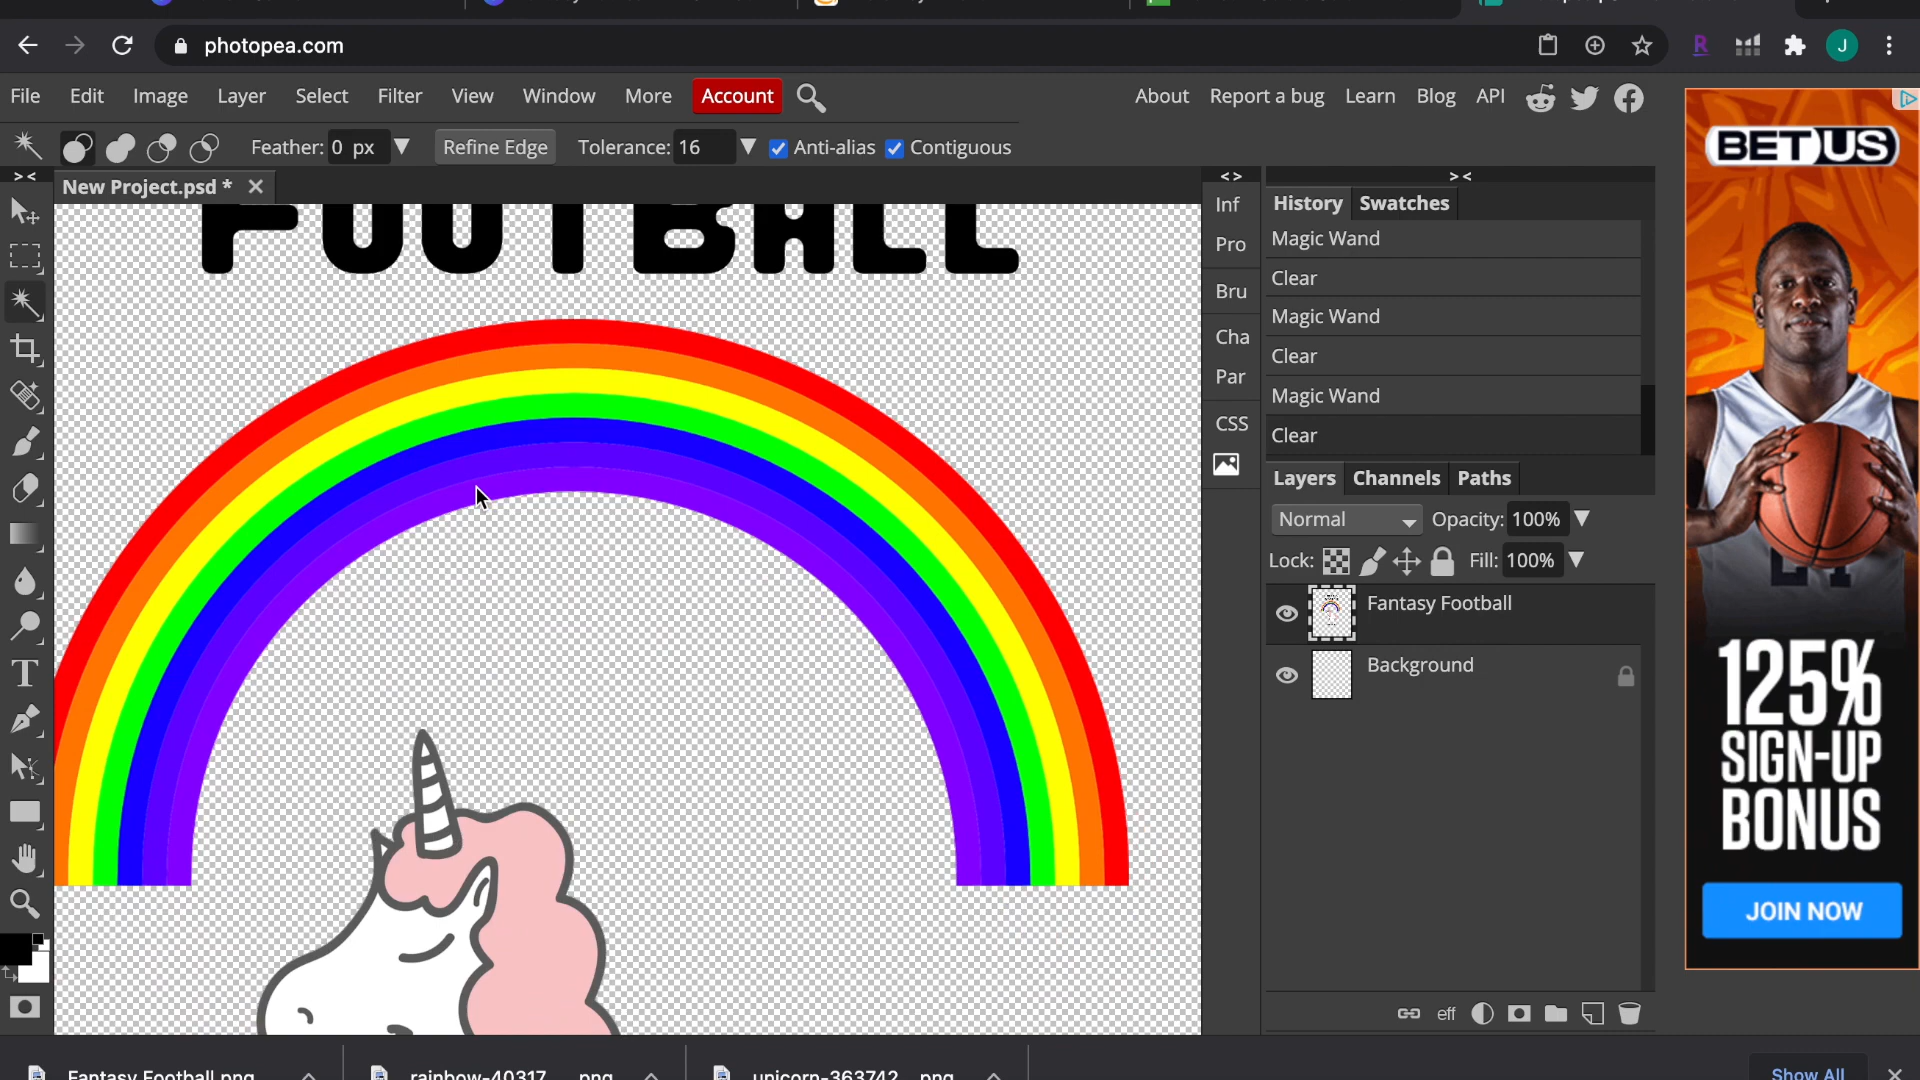 photopea.com
J
File Edit Image Layer Select Filter View Window More Account
About Report a bug Learn Blog API
Feather: 0 px Refine Edge Tolerance: 16 Anti-alias Contiguous
New Project.psd *
FOOTBALL
Inf
Pro
Bru
Cha
Par
CSS
History Swatches
Magic Wand
Clear
Magic Wand
Clear
Magic Wand
Clear
Layers Channels Paths
Normal Opacity: 100%
Lock: Fill: 100%
Fantasy Football
Background
eff
BETUS
125%
SIGN-UP
BONUS
JOIN NOW
Fantasy Football.png
rainbow-40317__.png
unicorn-363742__.png
Show All